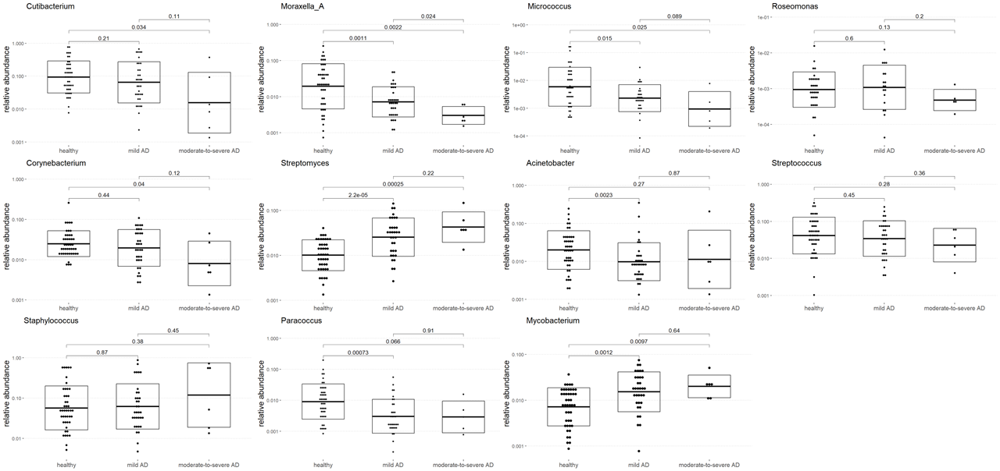 Cutibacterium
0.11
0.034
0.21
1.000
0.100
0.010
0.001
relative abundance
healthy
mild AD
moderate-to-severe AD
Moraxella_A
0.024
0.0022
0.0011
1.000
0.100
0.010
0.001
relative abundance
healthy
mild AD
moderate-to-severe AD
Micrococcus
0.089
0.025
0.015
1e+00
1e-01
1e-02
1e-03
1e-04
relative abundance
healthy
mild AD
moderate-to-severe AD
Roseomonas
0.2
0.13
0.6
1e-01
1e-02
1e-03
1e-04
relative abundance
healthy
mild AD
moderate-to-severe AD
Corynebacterium
0.12
0.04
0.44
1.000
0.100
0.010
0.001
relative abundance
healthy
mild AD
moderate-to-severe AD
Streptomyces
0.22
0.00025
2.2e-05
0.100
0.010
0.001
relative abundance
healthy
mild AD
moderate-to-severe AD
Acinetobacter
0.87
0.27
0.0023
1.000
0.100
0.010
0.001
relative abundance
healthy
mild AD
moderate-to-severe AD
Streptococcus
0.36
0.28
0.45
1.000
0.100
0.010
0.001
relative abundance
healthy
mild AD
moderate-to-severe AD
Staphylococcus
0.45
0.38
0.87
1.00
0.10
0.01
relative abundance
healthy
mild AD
moderate-to-severe AD
Paracoccus
0.91
0.066
0.00073
1.000
0.100
0.010
0.001
relative abundance
healthy
mild AD
moderate-to-severe AD
Mycobacterium
0.64
0.0097
0.0012
0.100
0.010
0.001
relative abundance
healthy
mild AD
moderate-to-severe AD